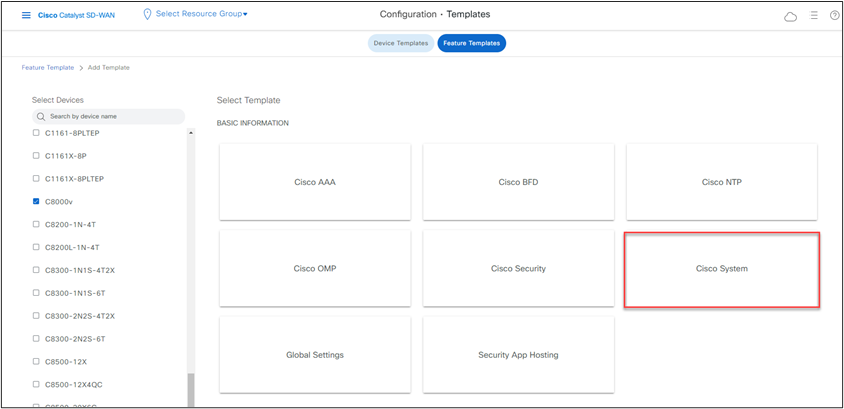 Cisco Catalyst SD-WAN
Select Resource Group▾
Configuration · Templates
Device Templates
Feature Templates
Feature Template > Add Template
Select Devices
Search by device name
C1161-8PLTEP
C1161X-8P
C1161X-8PLTEP
C8000v
C8200-1N-4T
C8200L-1N-4T
C8300-1N1S-4T2X
C8300-1N1S-6T
C8300-2N2S-4T2X
C8300-2N2S-6T
C8500-12X
C8500-12X4QC
Select Template
BASIC INFORMATION
Cisco AAA
Cisco BFD
Cisco NTP
Cisco OMP
Cisco Security
Cisco System
Global Settings
Security App Hosting